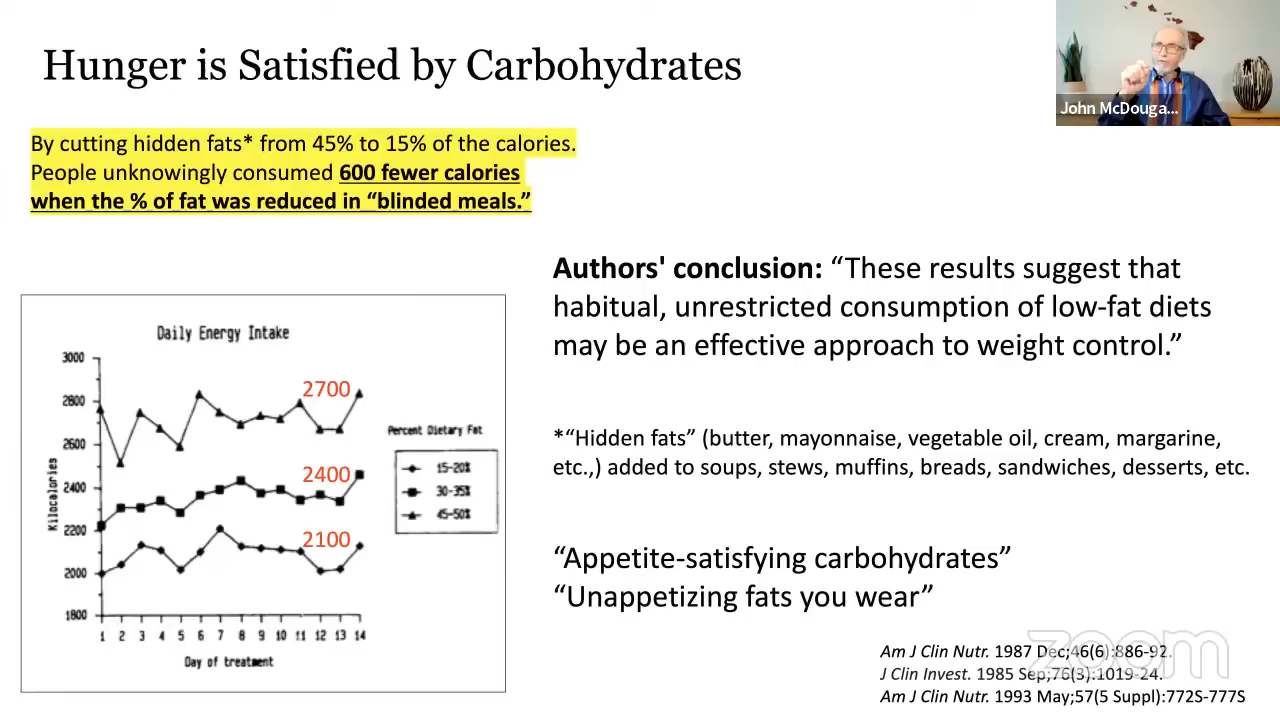 Hunger is Satisfied by Carbohydrates
John McDouga...
By cutting hidden fats* from 45% to 15% of the calories.
People unknowingly consumed 600 fewer calories
when the % of fat was reduced in “blinded meals.”
Authors' conclusion: “These results suggest that
habitual, unrestricted consumption of low-fat diets
may be an effective approach to weight control.”
Daily Energy Intake
3000
2800
2600
2400
2200
2000
1800
Kilocalories
2700
2400
2100
1 2 3 4 5 6 7 8 9 10 11 12 13 14
Day of treatment
Percent Dietary Fat
15-20%
30-35%
45-50%
*“Hidden fats” (butter, mayonnaise, vegetable oil, cream, margarine,
etc.,) added to soups, stews, muffins, breads, sandwiches, desserts, etc.
“Appetite-satisfying carbohydrates”
“Unappetizing fats you wear”
Am J Clin Nutr. 1987 Dec;46(6):886-92.
J Clin Invest. 1985 Sep;76(3):1019-24.
Am J Clin Nutr. 1993 May;57(5 Suppl):772S-777S
zoom